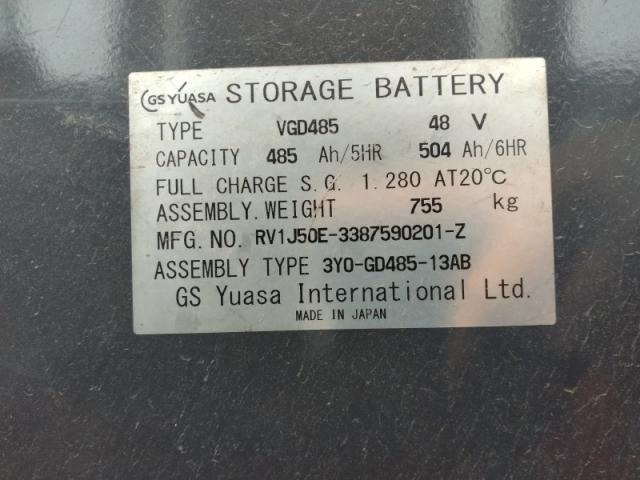 GS YUASA STORAGE BATTERY
TYPE VGD485 48 V
CAPACITY 485 Ah/5HR 504 Ah/6HR
FULL CHARGE S.G. 1.280 AT20℃
ASSEMBLY.WEIGHT 755 kg
MFG. NO. RV1J50E-3387590201-Z
ASSEMBLY TYPE 3Y0-GD485-13AB
GS Yuasa International Ltd.
MADE IN JAPAN